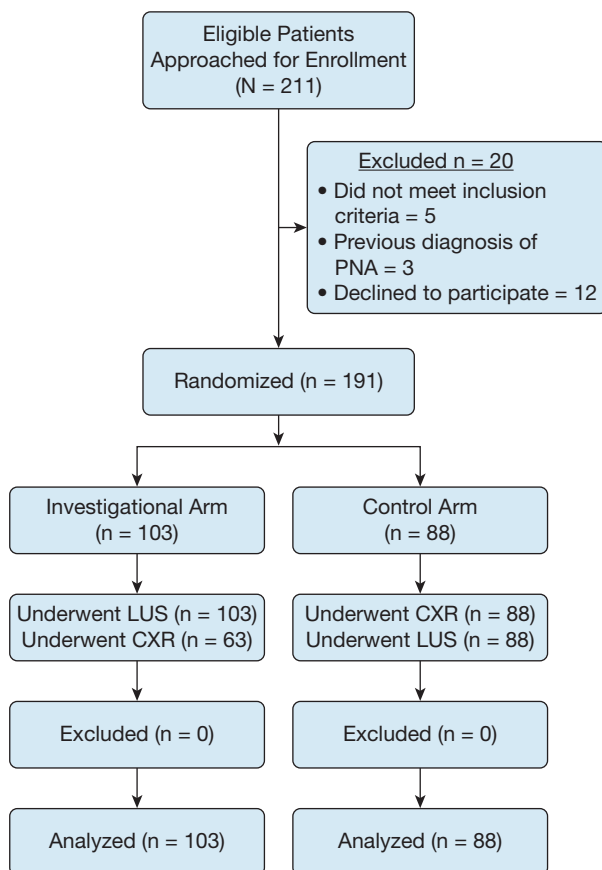 Eligible Patients
Approached for Enrollment
(N = 211)
Excluded n = 20
• Did not meet inclusion
criteria = 5
• Previous diagnosis of
PNA = 3
• Declined to participate = 12
Randomized (n = 191)
Investigational Arm
(n = 103)
Control Arm
(n = 88)
Underwent LUS (n = 103)
Underwent CXR (n = 63)
Underwent CXR (n = 88)
Underwent LUS (n = 88)
Excluded (n = 0)
Excluded (n = 0)
Analyzed (n = 103)
Analyzed (n = 88)